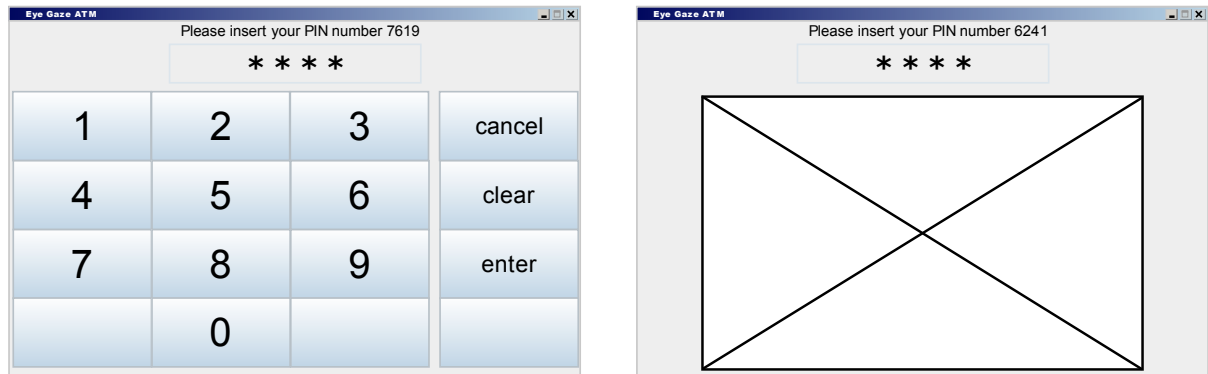 Eye Gaze ATM
Please insert your PIN number 7619
* * * *
1 2 3 cancel
4 5 6 clear
7 8 9 enter
0
Eye Gaze ATM
Please insert your PIN number 6241
* * * *